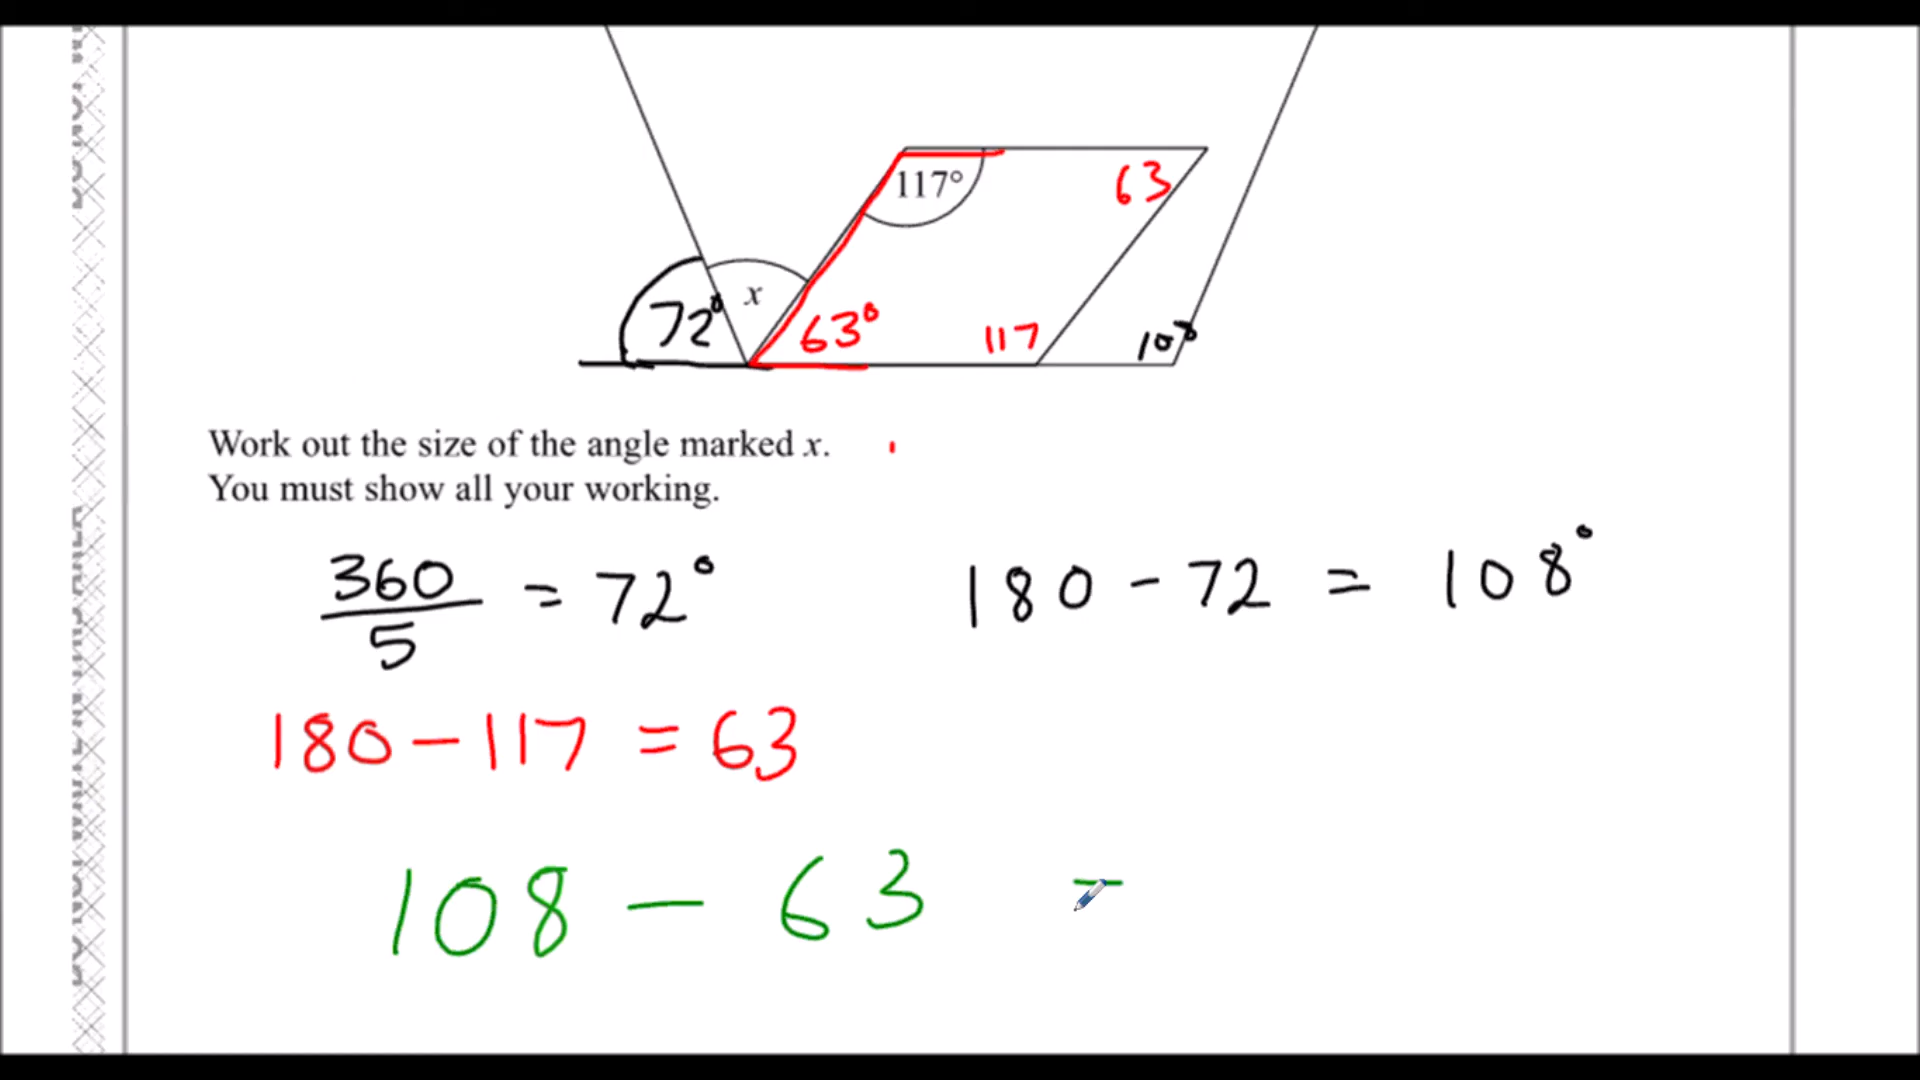 117°
63
x
72°
63°
117
108
Work out the size of the angle marked x.
You must show all your working.
360/5 = 72°
180 - 72 = 108°
180 - 117 = 63
108 - 63